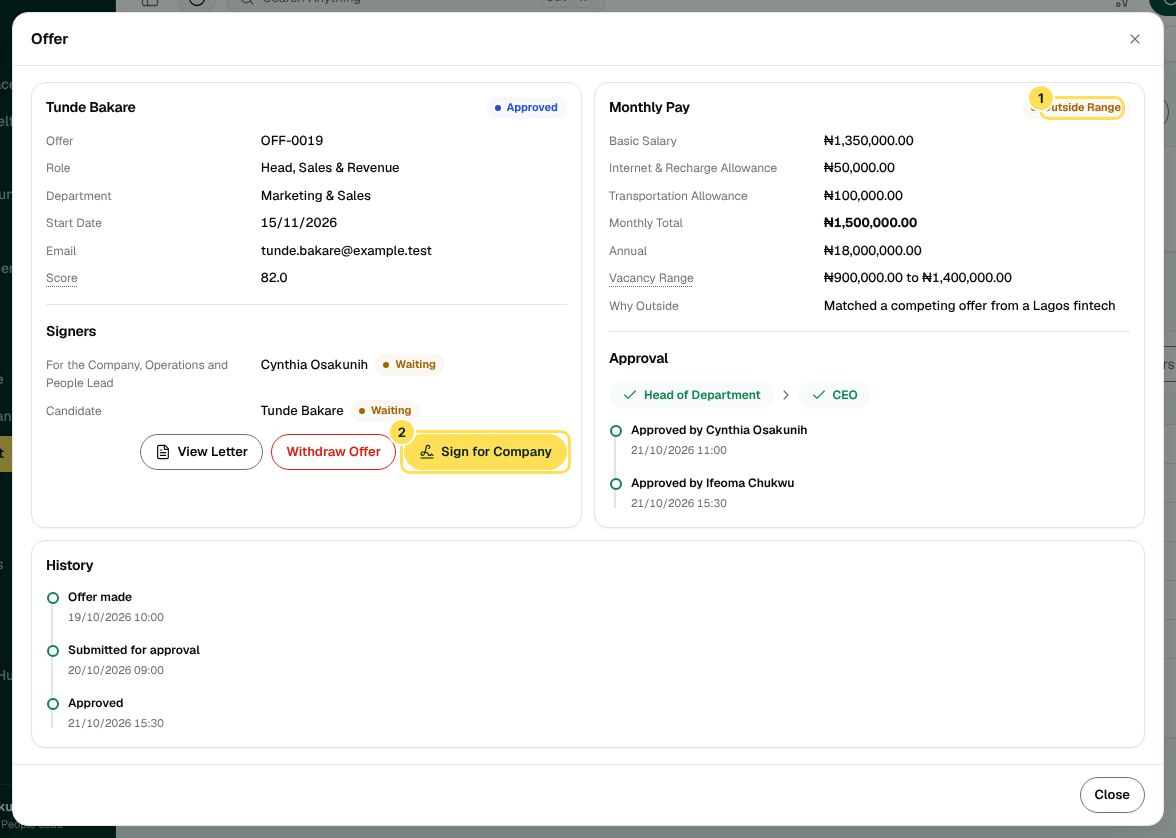 Offer
Tunde Bakare
Approved
Offer OFF-0019
Role Head, Sales & Revenue
Department Marketing & Sales
Start Date 15/11/2026
Email tunde.bakare@example.test
Score 82.0
Signers
For the Company, Operations and People Lead
Cynthia Osakunih Waiting
Candidate Tunde Bakare Waiting
2
View Letter
Withdraw Offer
Sign for Company
Monthly Pay
1
Range
Basic Salary ₦1,350,000.00
Internet & Recharge Allowance ₦50,000.00
Transportation Allowance ₦100,000.00
Monthly Total ₦1,500,000.00
Annual ₦18,000,000.00
Vacancy Range ₦900,000.00 to ₦1,400,000.00
Why Outside Matched a competing offer from a Lagos fintech
Approval
Head of Department
CEO
Approved by Cynthia Osakunih
21/10/2026 11:00
Approved by Ifeoma Chukwu
21/10/2026 15:30
History
Offer made
19/10/2026 10:00
Submitted for approval
20/10/2026 09:00
Approved
21/10/2026 15:30
Close